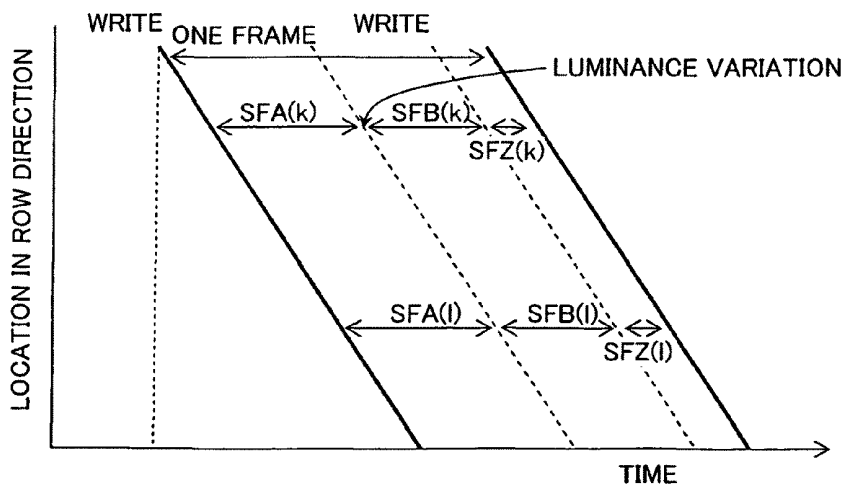 WRITE WRITE
ONE FRAME
LUMINANCE VARIATION
SFA(k) SFB(k)
SFZ(k)
SFA(l) SFB(l)
SFZ(l)
LOCATION IN ROW DIRECTION
TIME